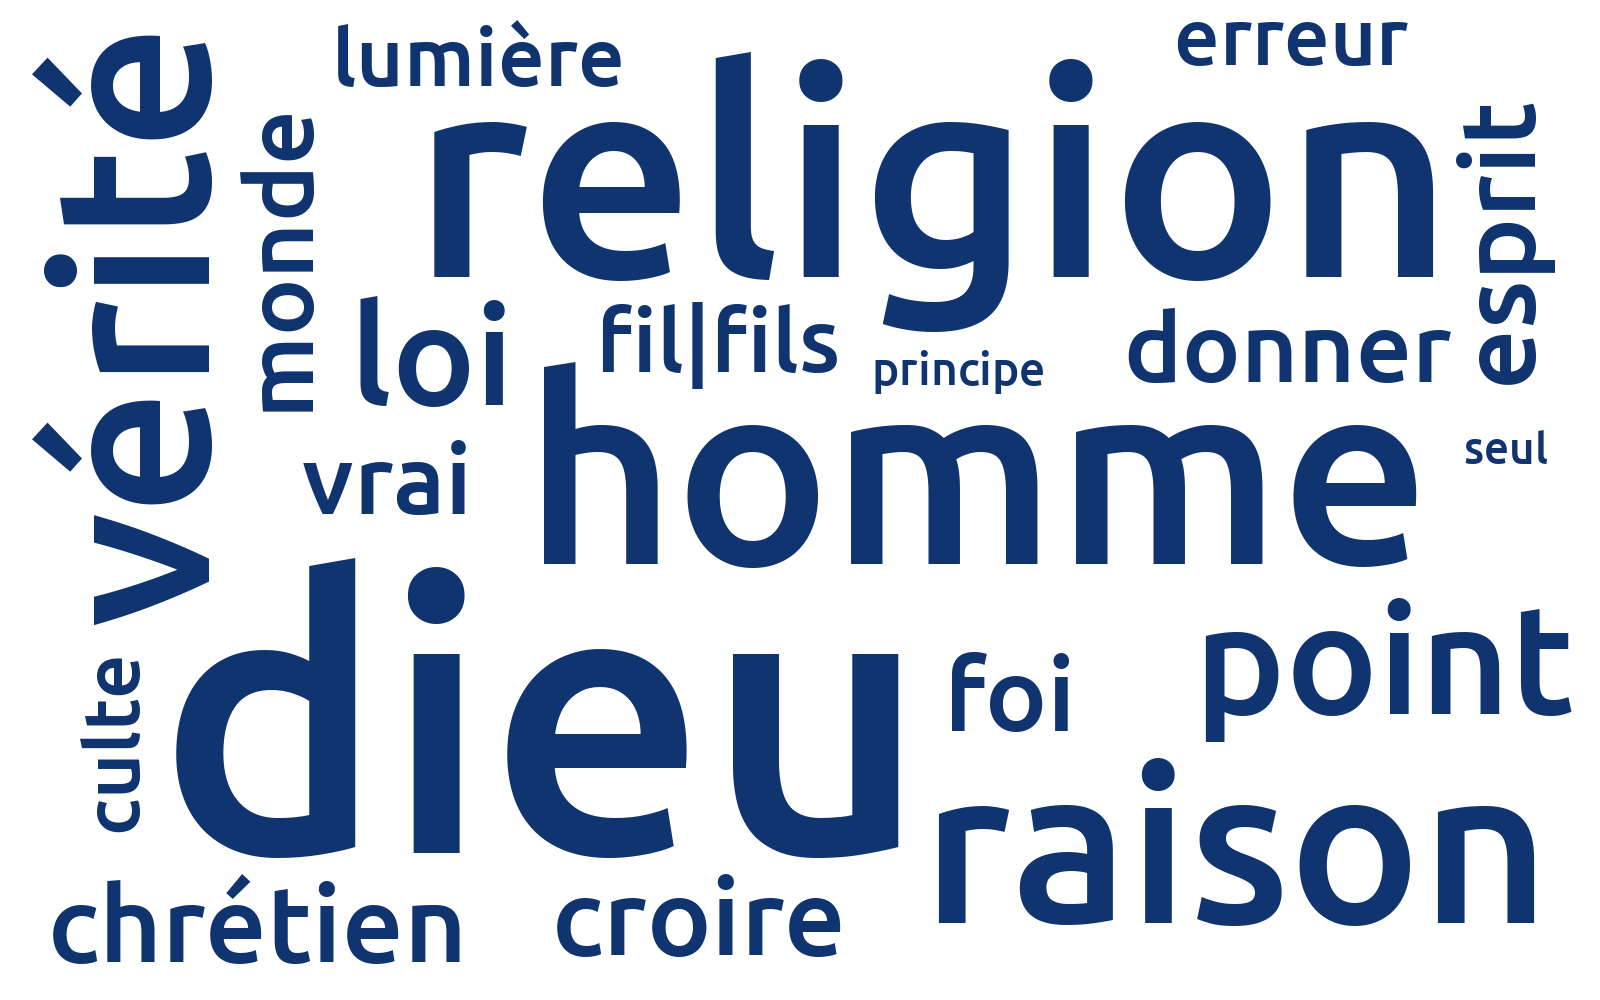 lumière
erreur
religion
vérité
monde
esprit
loi
fil|fils
principe
donner
homme
vrai
seul
dieu
foi
point
culte
raison
chrétien
croire